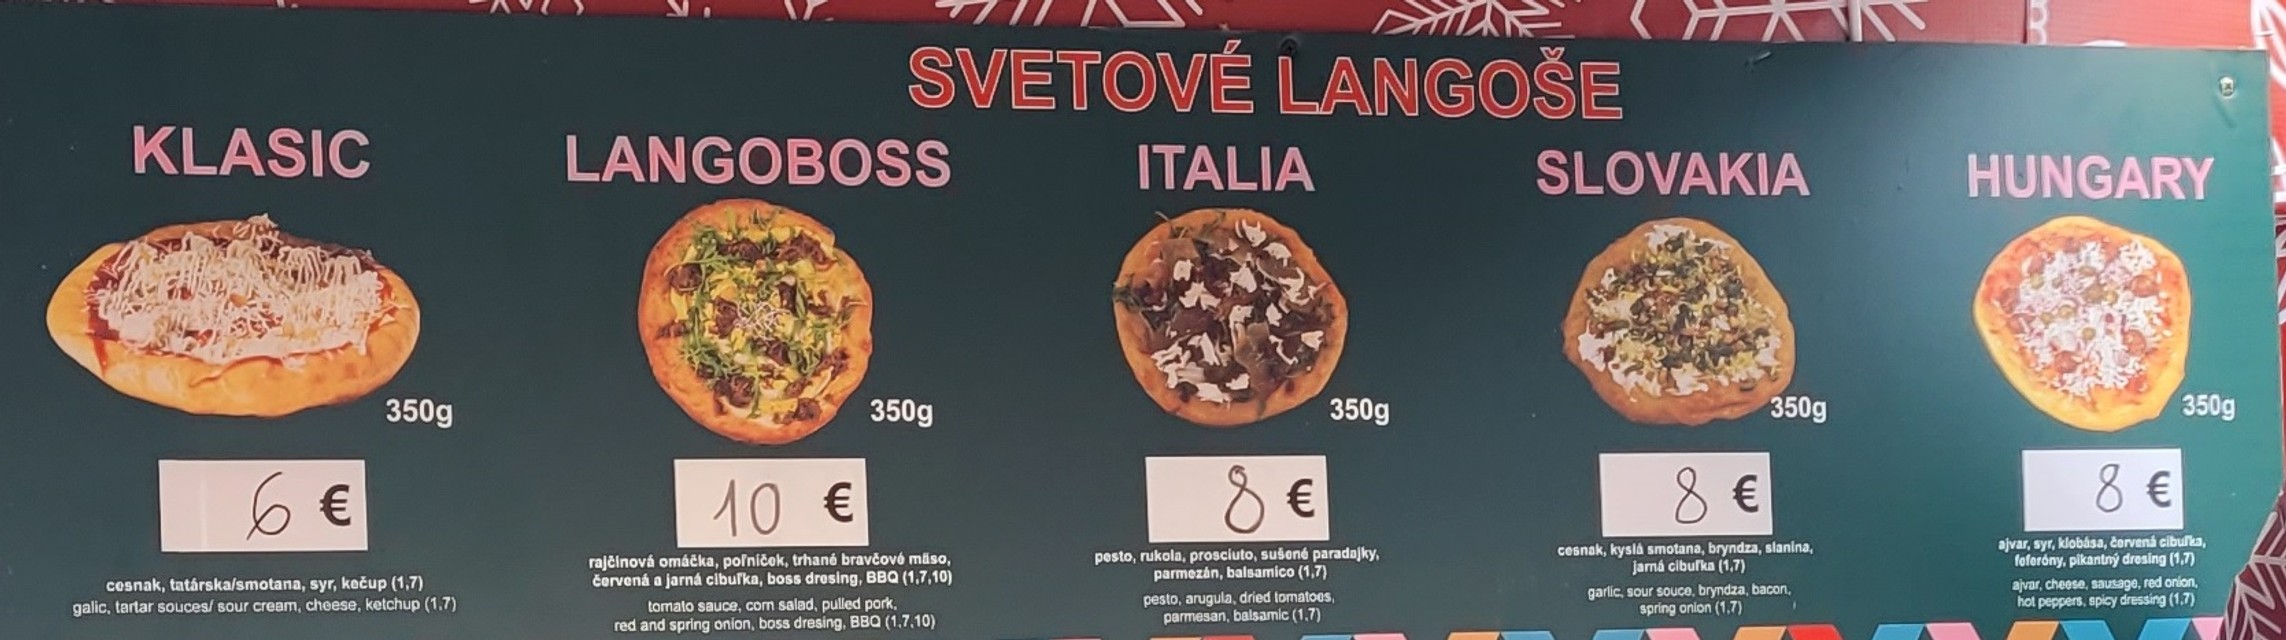 SVETOVÉ LANGOŠE
KLASIC
350g
6 €
cesnak, tatárska/smotana, syr, kečup (1,7)
galic, tartar souces/ sour cream, cheese, ketchup (1,7)
LANGOBOSS
350g
10 €
rajčinová omáčka, poľníček, trhané bravčové mäso,
červená a jarná cibuľka, boss dresing, BBQ (1,7,10)
tomato sauce, corn salad, pulled pork,
red and spring onion, boss dresing, BBQ (1.7,10)
ITALIA
350g
8 €
pesto, rukola, prosciuto, sušené paradajky,
parmezán, balsamico (1,7)
pesto, arugula, dried tomatoes,
parmesan, balsamic (1,7)
SLOVAKIA
350g
8 €
cesnak, kyslá smotana, bryndza, slanina,
jarná cibuľka (1,7)
garlic, sour souce, bryndza, bacon,
spring onion (1,7)
HUNGARY
350g
8 €
ajvar, syr, klobása, červená cibuľka,
feferóny, pikantný dresing (1,7)
ajvar, cheese, sausage, red onion,
hot peppers, spicy dressing (1,7)